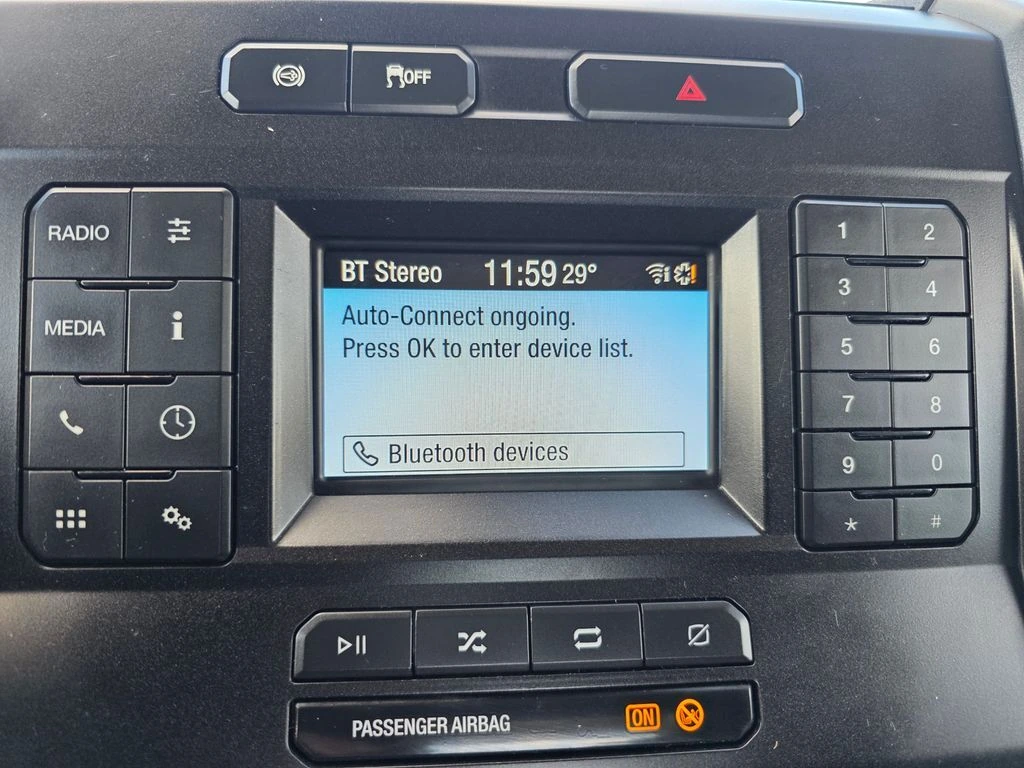 OFF
RADIO
MEDIA
BT Stereo 11:59 29°
Auto-Connect ongoing.
Press OK to enter device list.
Bluetooth devices
1 2
3 4
5 6
7 8
9 0
* #
PASSENGER AIRBAG ON